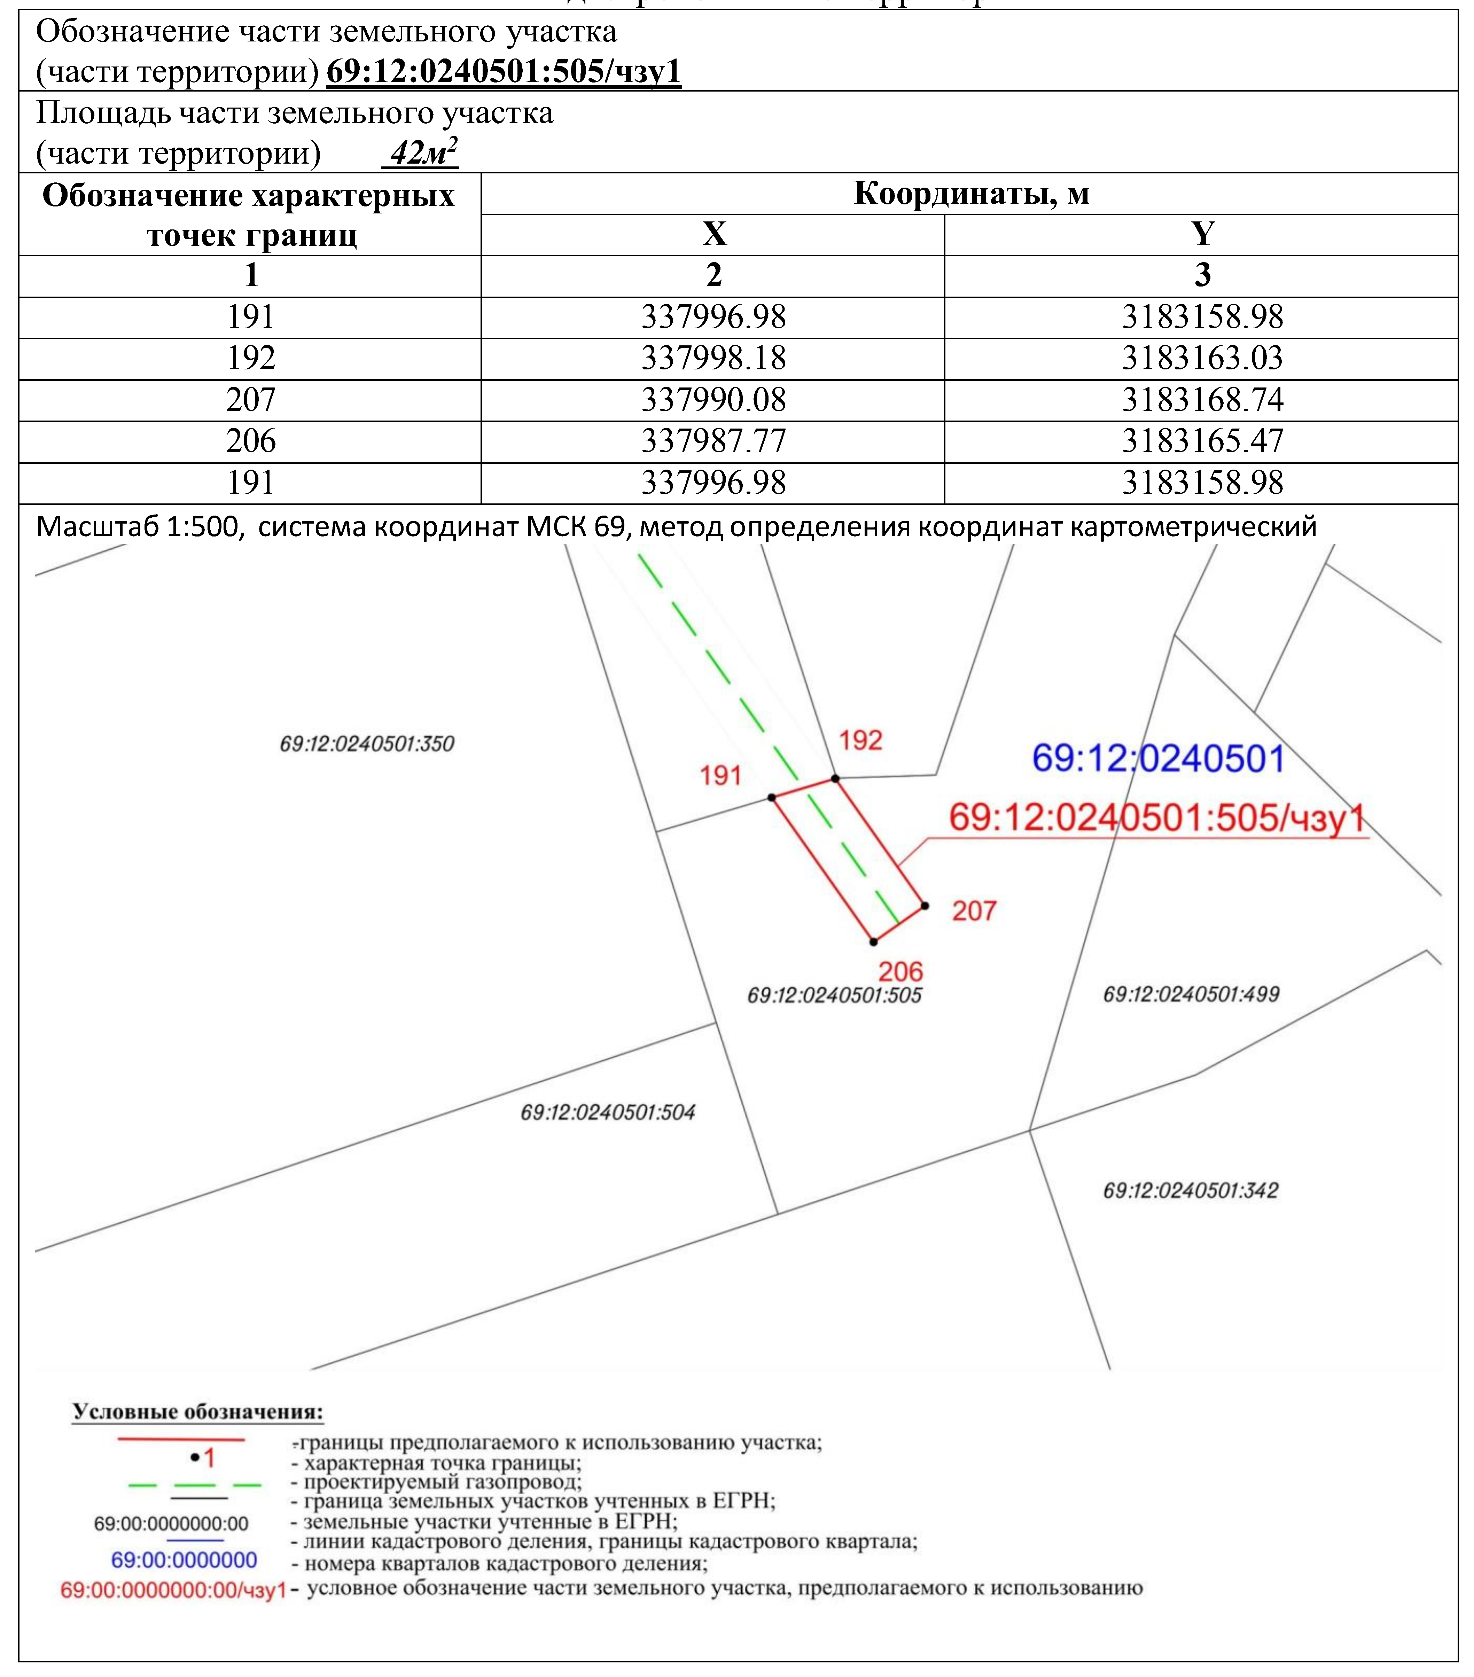 Обозначение части земельного участка
(части территории) 69:12:0240501:505/чзу1
Площадь части земельного участка
(части территории) 42м²
Обозначение характерных точек границ
Координаты, м
X
Y
1
2
3
191 337996.98 3183158.98
192 337998.18 3183163.03
207 337990.08 3183168.74
206 337987.77 3183165.47
191 337996.98 3183158.98
Масштаб 1:500, система координат МСК 69, метод определения координат картометрический
192
69:12:0240501:350
69:12:0240501
191
69:12:0240501:505/чзу1
207
206
69:12:0240501:505
69:12:0240501:499
69:12:0240501:504
69:12:0240501:342
Условные обозначения:
-границы предполагаемого к использованию участка;
1 - характерная точка границы;
- проектируемый газопровод;
- граница земельных участков учтенных в ЕГРН;
69:00:0000000:00 - земельные участки учтенные в ЕГРН;
- линии кадастрового деления, границы кадастрового квартала;
69:00:0000000 - номера кварталов кадастрового деления;
69:00:0000000:00/чзу1 - условное обозначение части земельного участка, предполагаемого к использованию